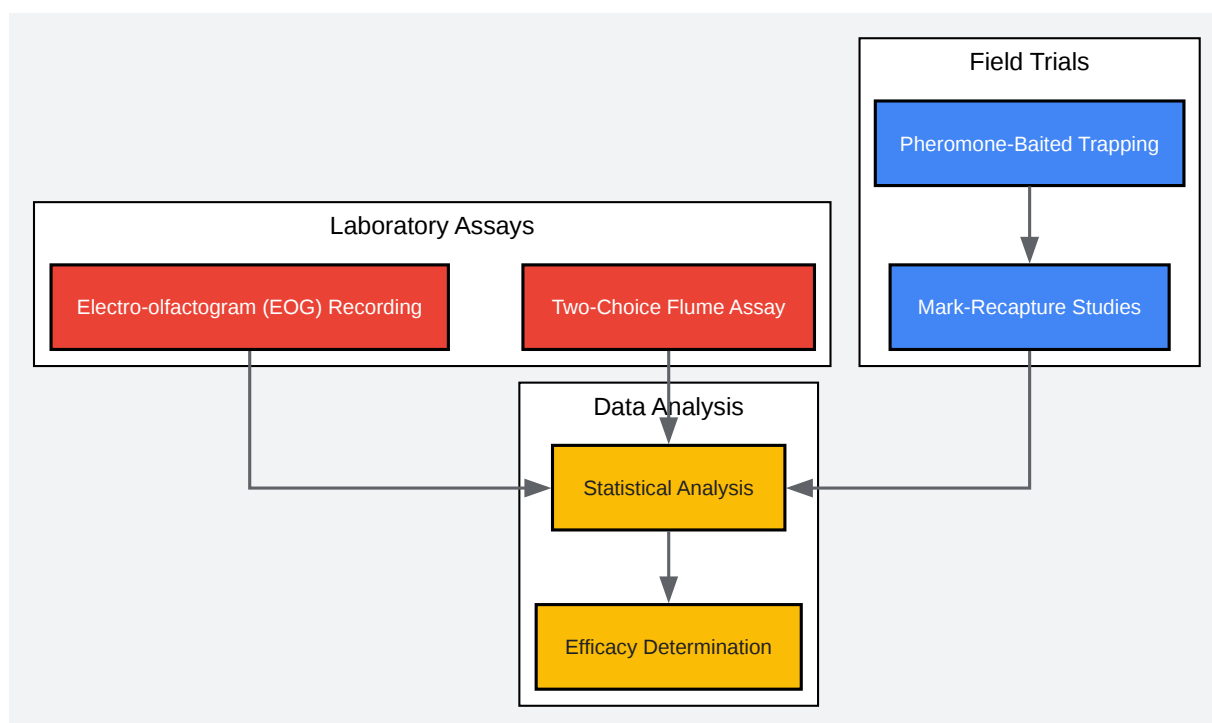 Field Trials
Pheromone-Baited Trapping
Laboratory Assays
Electro-olfactogram (EOG) Recording
Two-Choice Flume Assay
Mark-Recapture Studies
Data Analysis
Statistical Analysis
Efficacy Determination